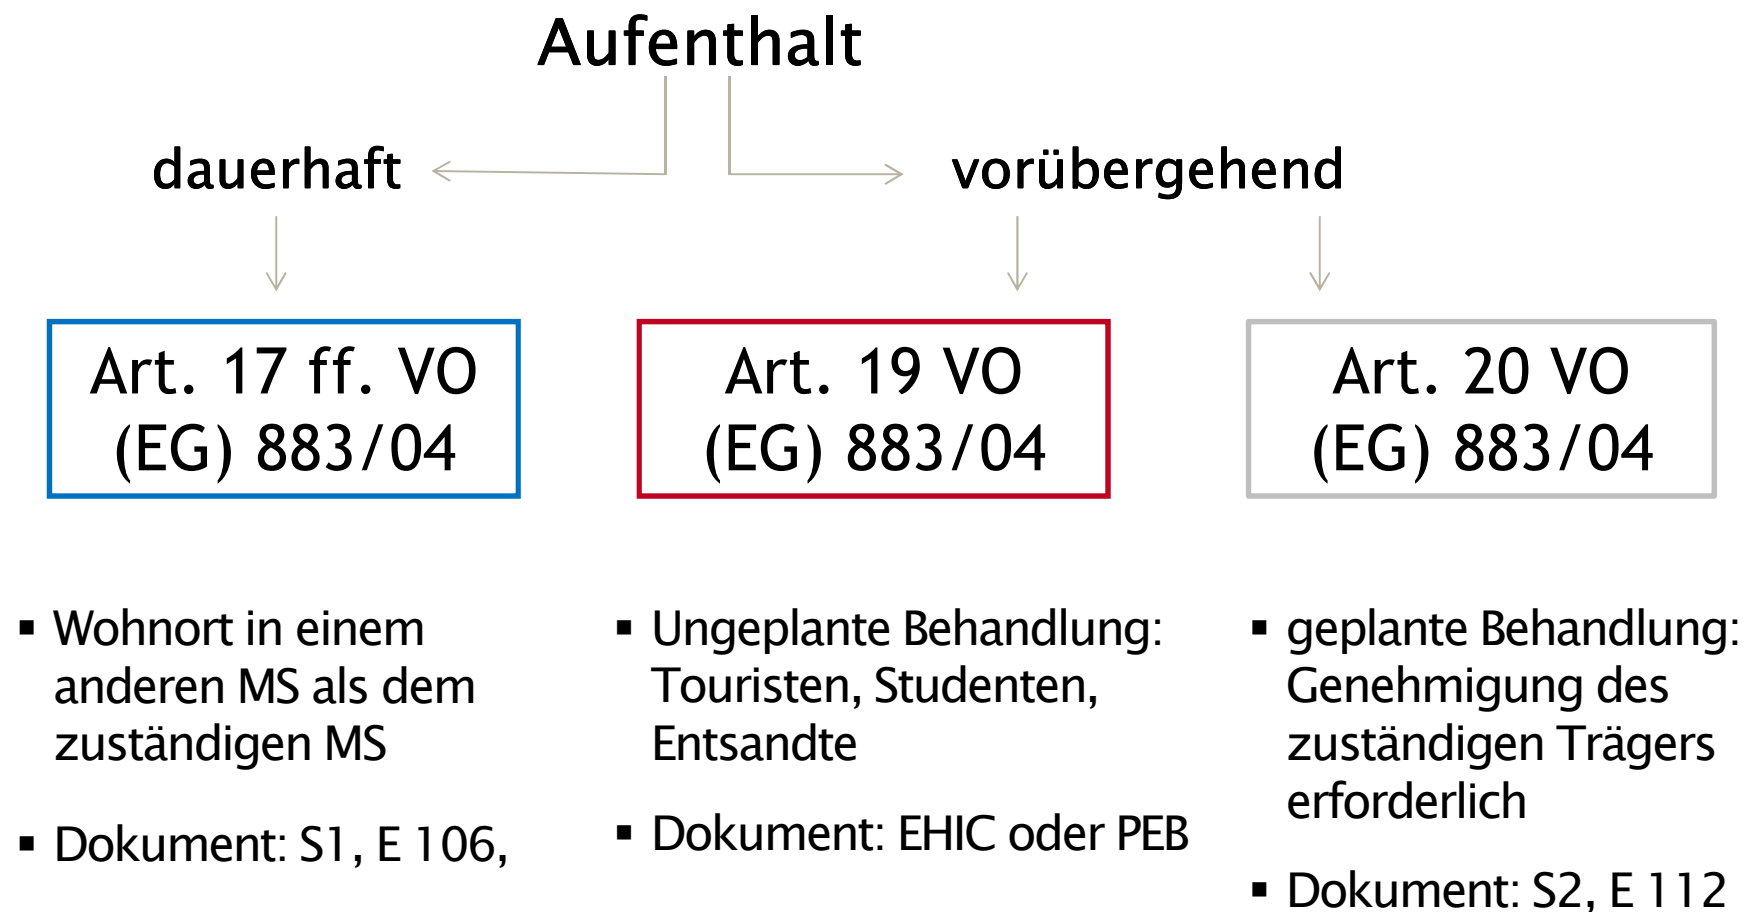 Aufenthalt
dauerhaft
vorübergehend
Art. 17 ff. VO
(EG) 883/04
Art. 19 VO
(EG) 883/04
Art. 20 VO
(EG) 883/04
▪ Wohnort in einem
anderen MS als dem
zuständigen MS
▪ Dokument: S1, E 106,
▪ Ungeplante Behandlung:
Touristen, Studenten,
Entsandte
▪ Dokument: EHIC oder PEB
▪ geplante Behandlung:
Genehmigung des
zuständigen Trägers
erforderlich
▪ Dokument: S2, E 112